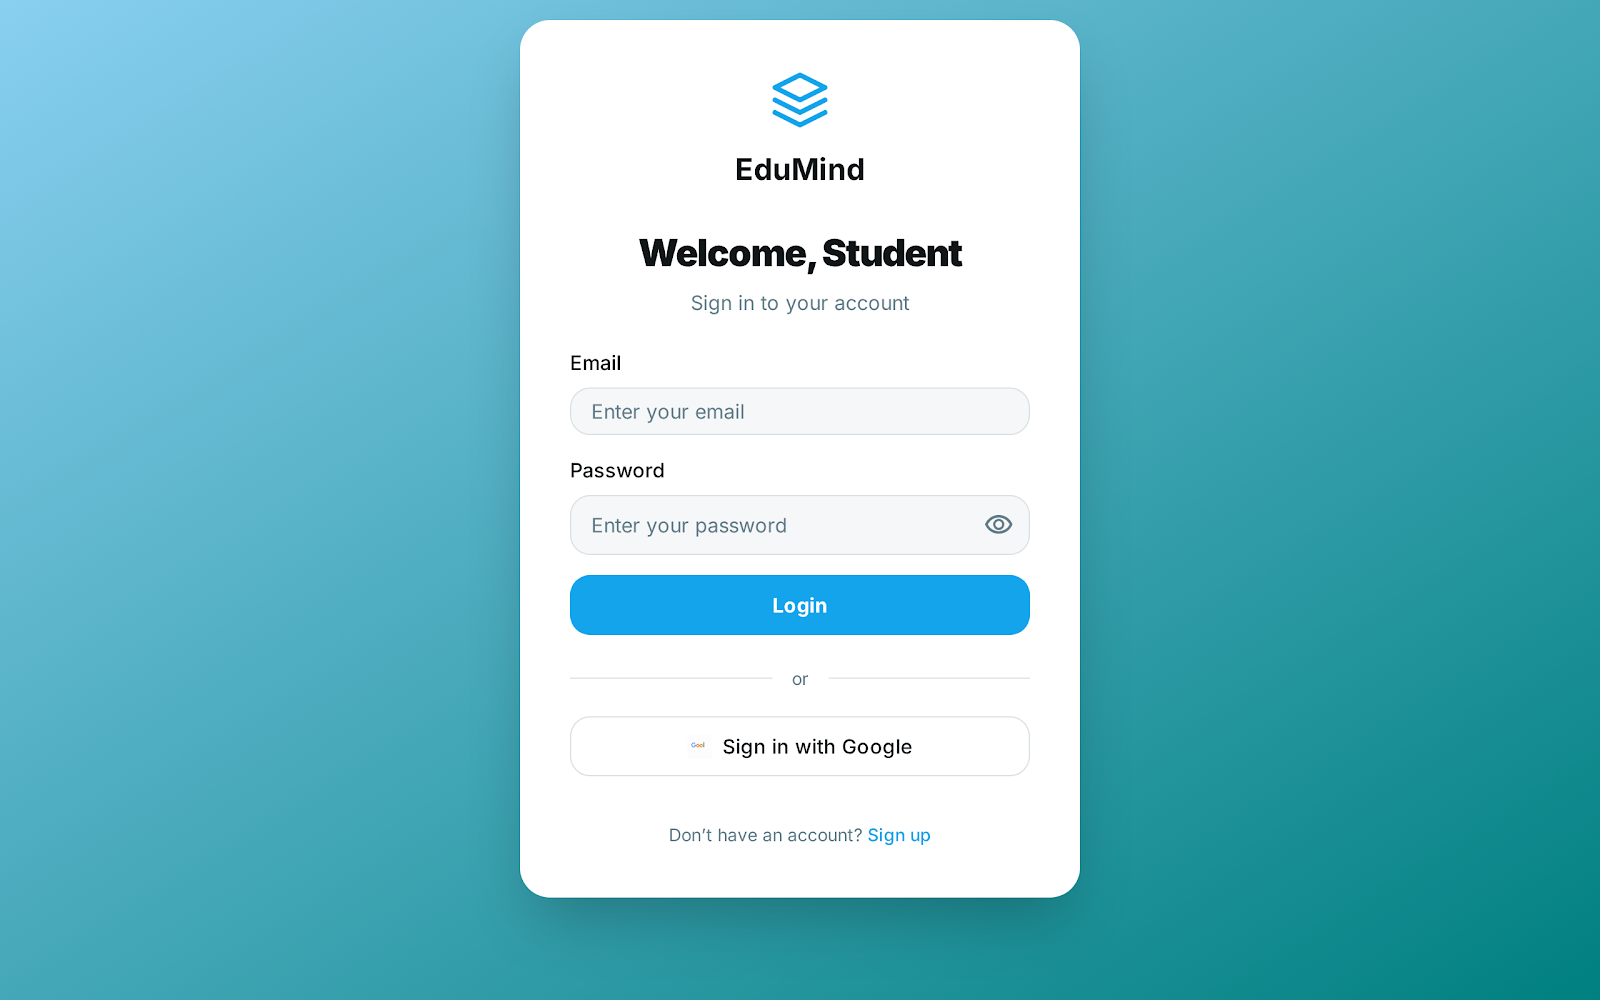 EduMind
Welcome, Student
Sign in to your account
Email
Enter your email
Password
Enter your password
Login
or
Gool Sign in with Google
Don’t have an account? Sign up